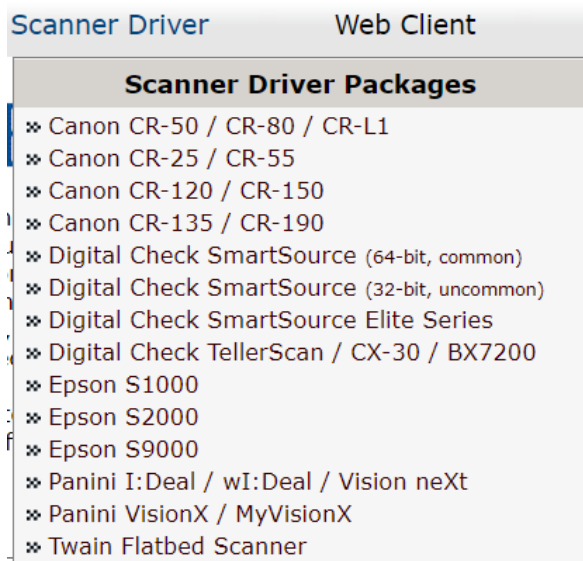 Scanner Driver Web Client
Scanner Driver Packages
» Canon CR-50 / CR-80 / CR-L1
» Canon CR-25 / CR-55
» Canon CR-120 / CR-150
» Canon CR-135 / CR-190
» Digital Check SmartSource (64-bit, common)
» Digital Check SmartSource (32-bit, uncommon)
» Digital Check SmartSource Elite Series
» Digital Check TellerScan / CX-30 / BX7200
» Epson S1000
» Epson S2000
» Epson S9000
» Panini I:Deal / wI:Deal / Vision neXt
» Panini VisionX / MyVisionX
» Twain Flatbed Scanner